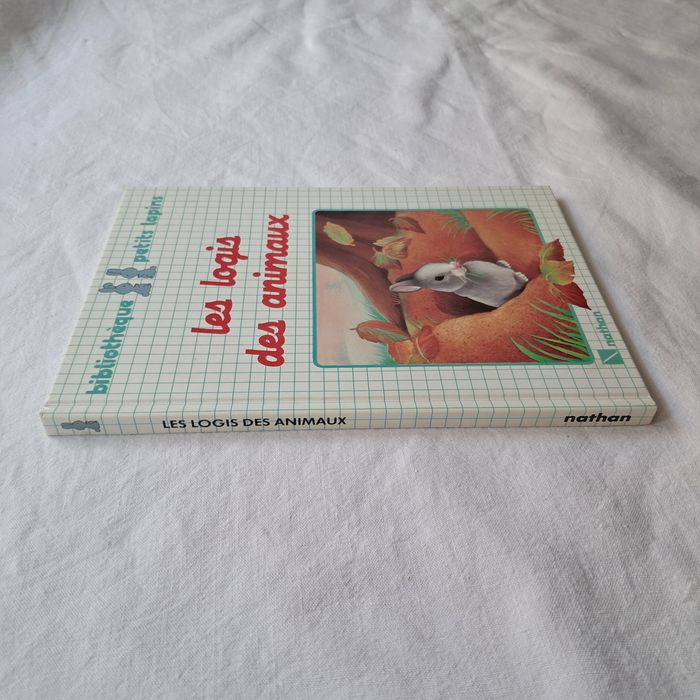 bibliothèque petits lapins
les logis
des animaux
nathan
LES LOGIS DES ANIMAUX
nathan